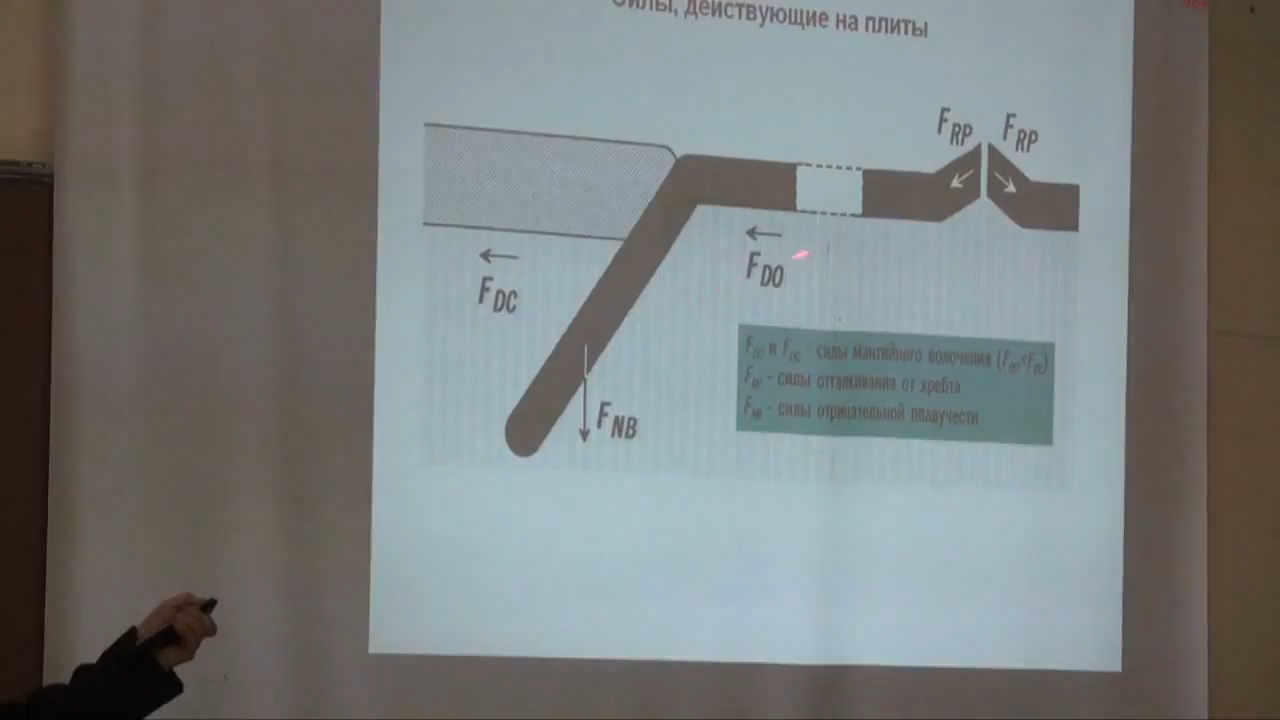 Силы, действующие на плиты
F_RP F_RP
F_DC
F_DO
F_NB
F_DO и F_DC - силы мантийного волочения (F_DO<F_DC)
F_RP - силы отталкивания от хребта
F_NB - силы отрицательной плавучести